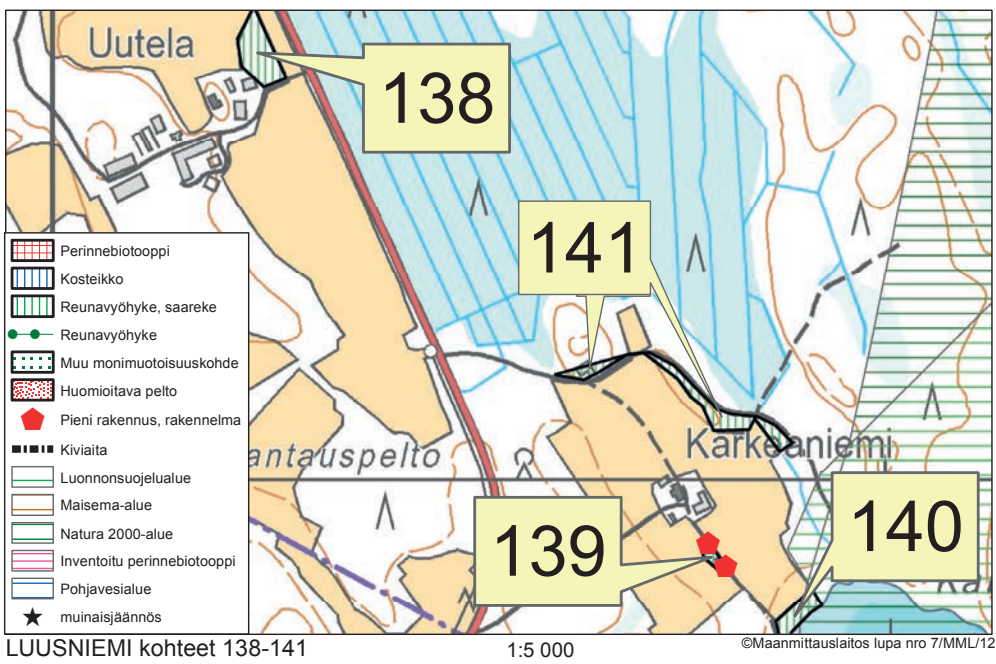 Uutela
138
141
Perinnebiotooppi
Kosteikko
Reunavyöhyke, saareke
Reunavyöhyke
Muu monimuotoisuuskohde
Huomioitava pelto
Pieni rakennus, rakennelma
Kiviaita
Luonnonsuojelualue
Maisema-alue
Natura 2000-alue
Inventoitu perinnebiotooppi
Pohjavesialue
muinaisjäännös
antauspelto
Karkeaniemi
139
140
LUUSNIEMI kohteet 138-141
1:5 000
©Maanmittauslaitos lupa nro 7/MML/12